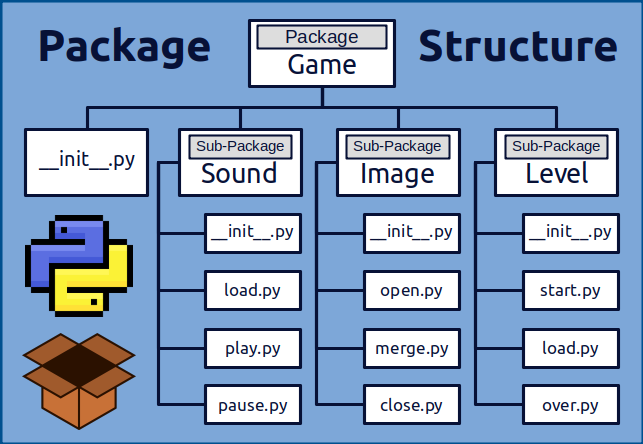 Package Structure
Package
Game
__init__.py
Sub-Package
Sound
__init__.py
load.py
play.py
pause.py
Sub-Package
Image
__init__.py
open.py
merge.py
close.py
Sub-Package
Level
__init__.py
start.py
load.py
over.py